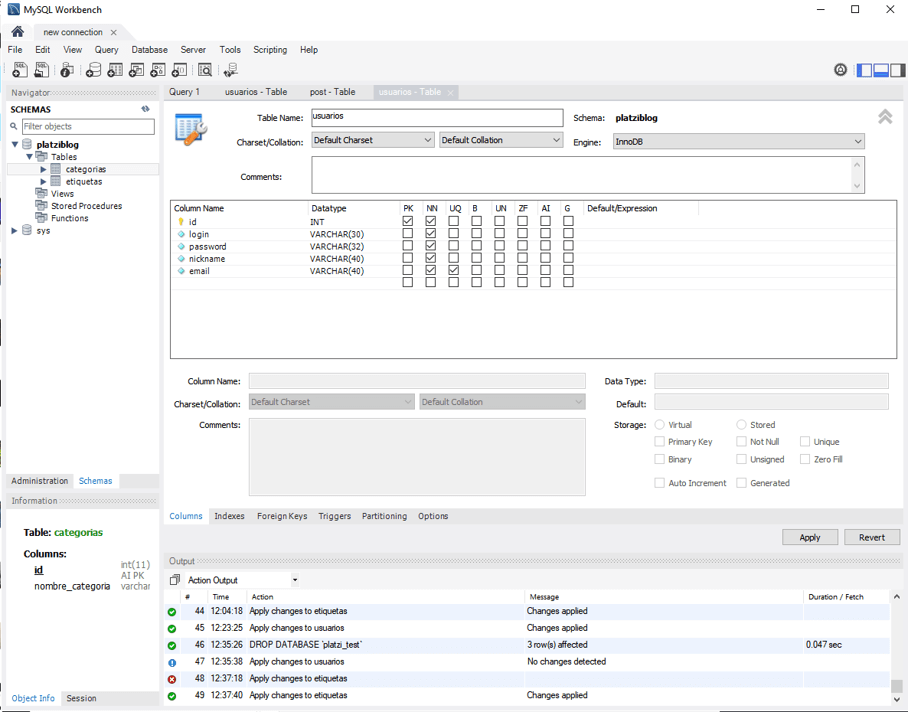 MySQL Workbench
new connection
File Edit View Query Database Server Tools Scripting Help
Navigator
SCHEMAS
Filter objects
platziblog
Tables
categorias
etiquetas
Views
Stored Procedures
Functions
sys
Administration Schemas
Information
Table: categorias
Columns:
id int(11)
AI PK
nombre_categoria varchar
Object Info Session
Query 1 usuarios - Table post - Table usuarios - Table
Table Name: usuarios Schema: platziblog
Charset/Collation: Default Charset Default Collation Engine: InnoDB
Comments:
Column Name Datatype PK NN UQ B UN ZF AI G Default/Expression
id INT
login VARCHAR(30)
password VARCHAR(32)
nickname VARCHAR(40)
email VARCHAR(40)
Column Name: Data Type:
Charset/Collation: Default Charset Default Collation Default:
Comments: Storage: Virtual Stored
Primary Key Not Null Unique
Binary Unsigned Zero Fill
Auto Increment Generated
Columns Indexes Foreign Keys Triggers Partitioning Options
Apply Revert
Output
Action Output
# Time Action Message Duration / Fetch
44 12:04:18 Apply changes to etiquetas Changes applied
45 12:23:25 Apply changes to usuarios Changes applied
46 12:35:26 DROP DATABASE `platzi_test` 3 row(s) affected 0.047 sec
47 12:35:38 Apply changes to usuarios No changes detected
48 12:37:18 Apply changes to etiquetas
49 12:37:40 Apply changes to etiquetas Changes applied